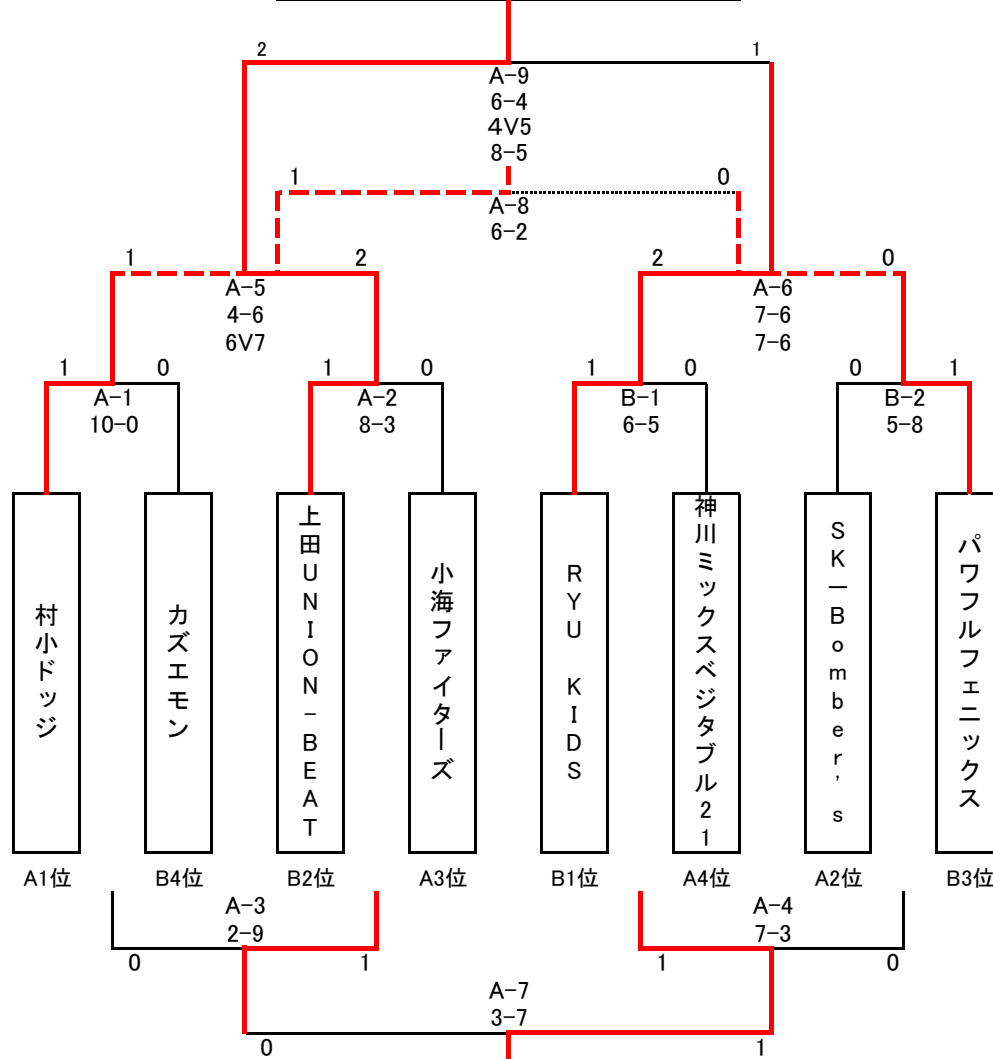 2 1
A-9
6-4
4V5
8-5
1 0
A-8
6-2
1 2 2 0
A-5 A-6
4-6 7-6
6V7 7-6
1 0 1 0 1 0 0 1
A-1 A-2 B-1 B-2
10-0 8-3 6-5 5-8
村小ドッジ
カズエモン
上田UNION-BEAT
小海ファイターズ
RYU KIDS
神川ミックスベジタブル21
SK―Bomber's
パワフルフェニックス
A1位 B4位 B2位 A3位 B1位 A4位 A2位 B3位
A-3 A-4
2-9 7-3
0 1 1 0
A-7
3-7
0 1